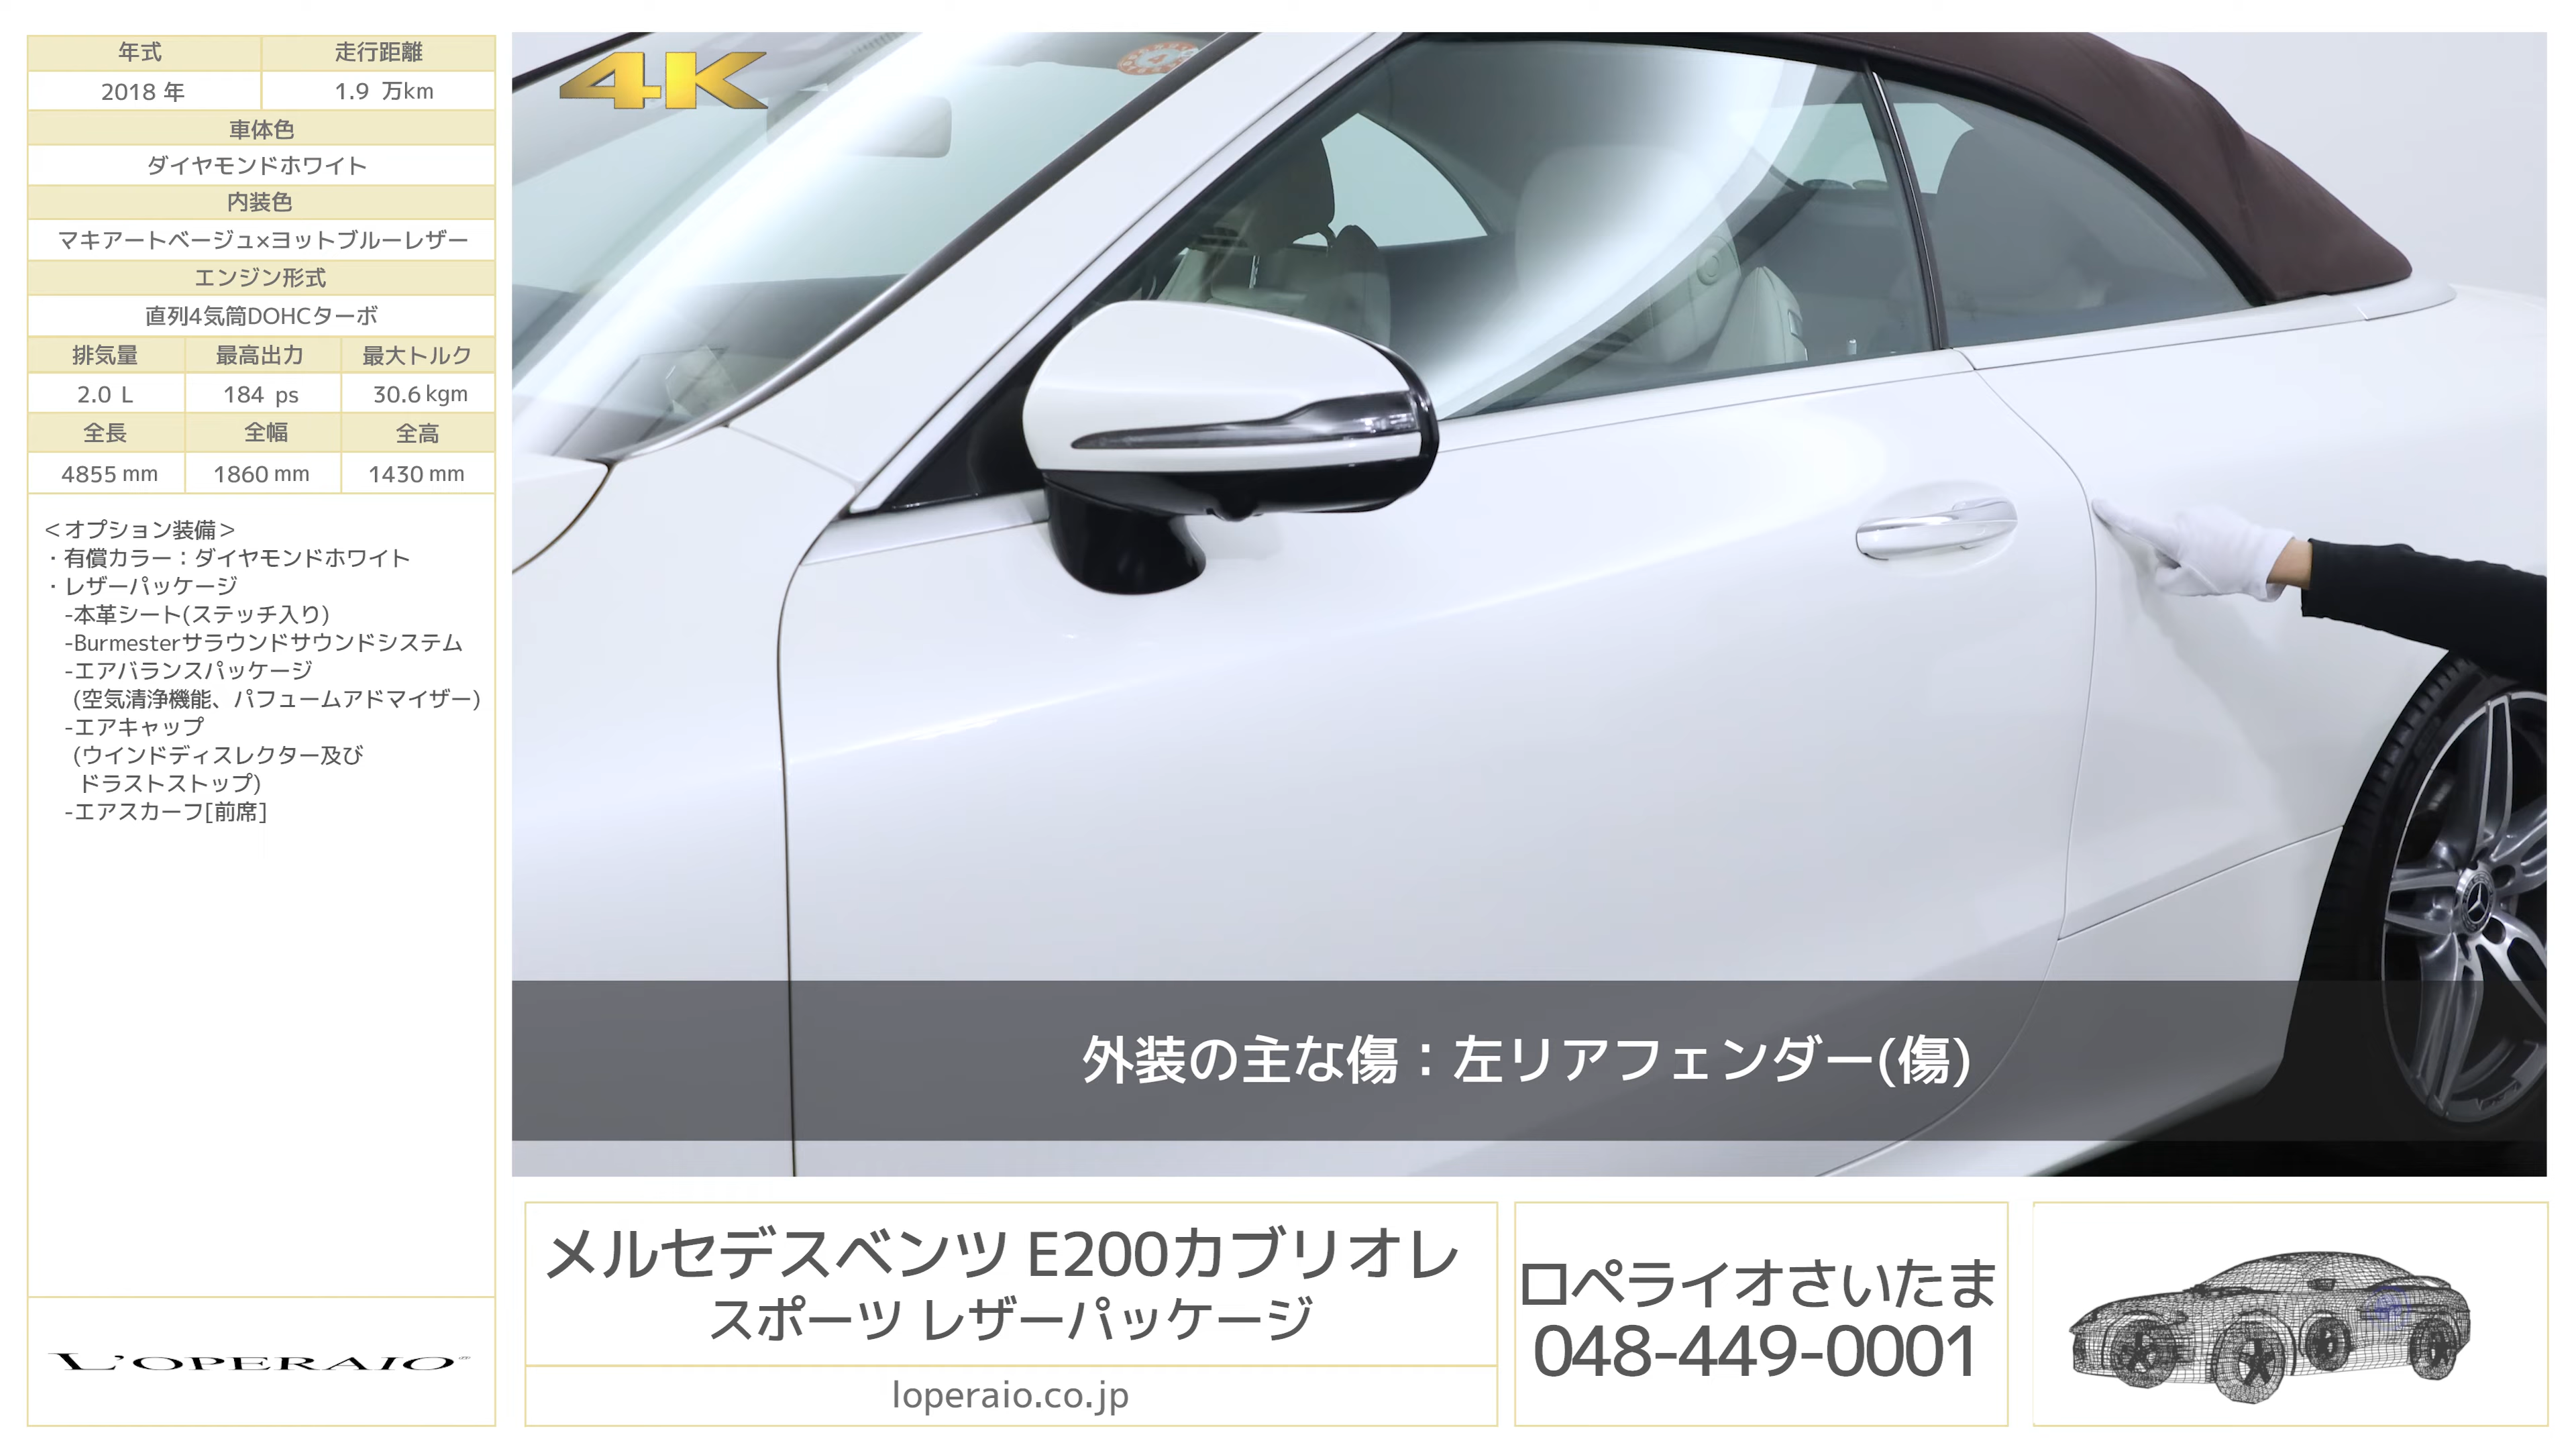 年式 走行距離
2018 年 1.9 万km
車体色
ダイヤモンドホワイト
内装色
マキアートベージュ×ヨットブルーレザー
エンジン形式
直列4気筒DOHCターボ
排気量 最高出力 最大トルク
2.0 L 184 ps 30.6 kgm
全長 全幅 全高
4855 mm 1860 mm 1430 mm
＜オプション装備＞
・有償カラー：ダイヤモンドホワイト
・レザーパッケージ
-本革シート(ステッチ入り)
-Burmesterサラウンドサウンドシステム
-エアバランスパッケージ
(空気清浄機能、パフュームアドマイザー)
-エアキャップ
(ウインドディスレクター及び
ドラストストップ)
-エアスカーフ[前席]
L'OPERAIO
4K
外装の主な傷：左リアフェンダー(傷)
メルセデスベンツ E200カブリオレ
スポーツ レザーパッケージ
loperaio.co.jp
ロペライオさいたま
048-449-0001